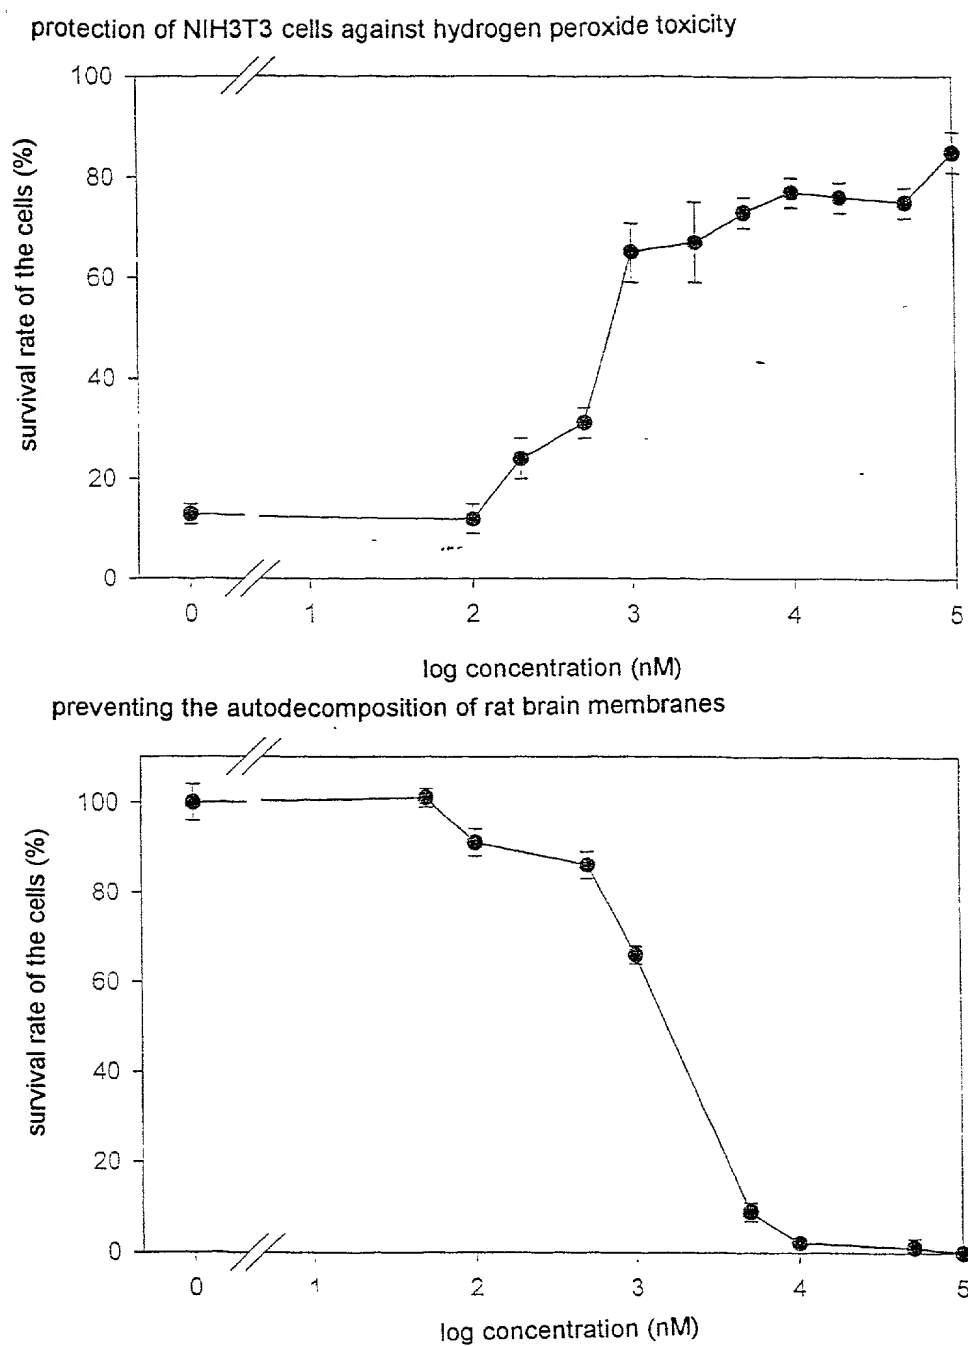 protection of NIH3T3 cells against hydrogen peroxide toxicity
100
80
60
40
20
0
survival rate of the cells (%)
0 1 2 3 4 5
log concentration (nM)
preventing the autodecomposition of rat brain membranes
100
80
60
40
20
0
survival rate of the cells (%)
0 1 2 3 4 5
log concentration (nM)